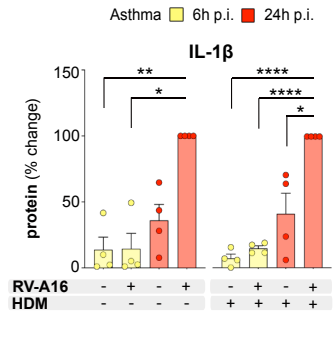 Asthma 6h p.i. 24h p.i.
IL-1β
** ****
* ****
*
protein (% change)
150
100
50
0
RV-A16 - + - + - + - +
HDM - - - - + + + +